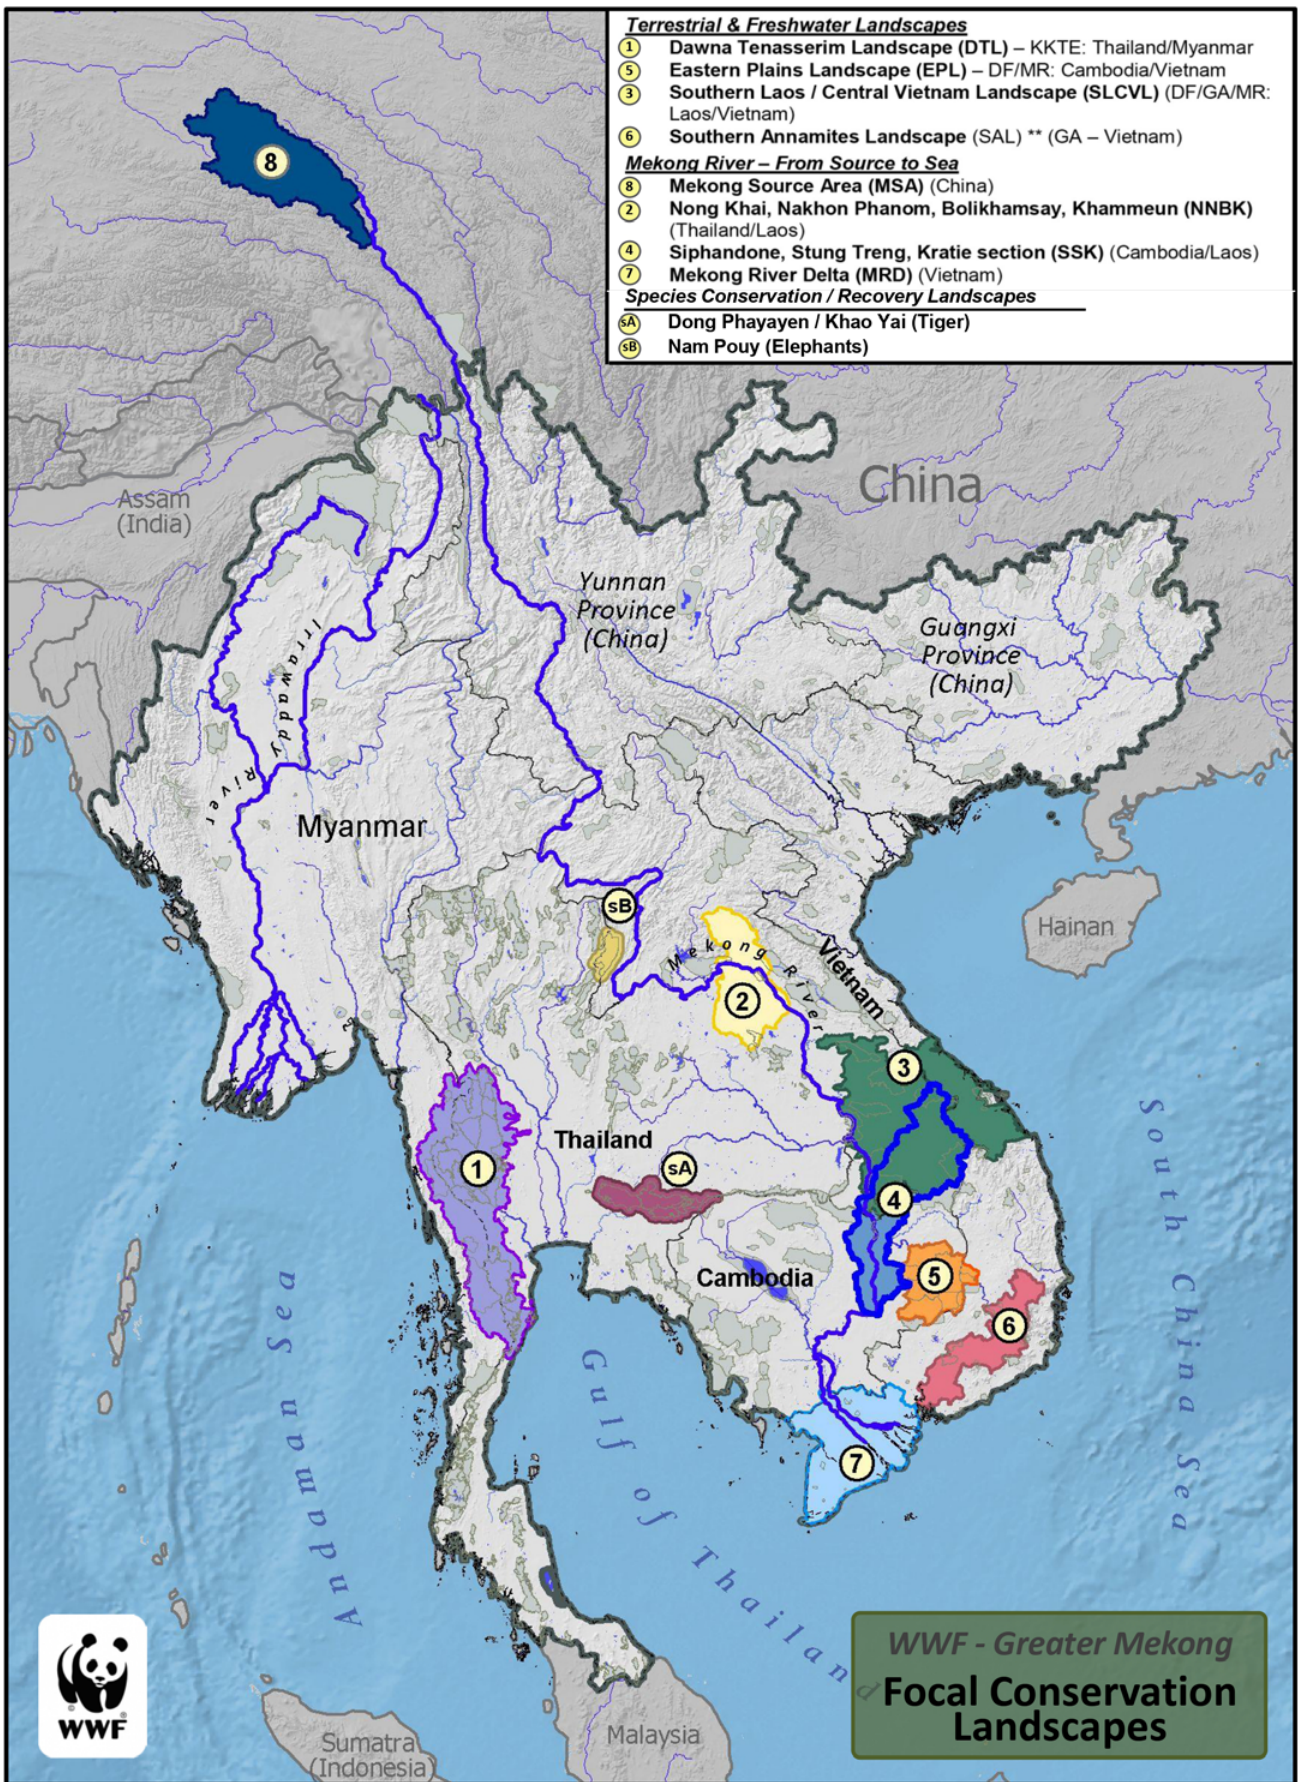 Terrestrial & Freshwater Landscapes
1 Dawna Tenasserim Landscape (DTL) – KKTE: Thailand/Myanmar
5 Eastern Plains Landscape (EPL) – DF/MR: Cambodia/Vietnam
3 Southern Laos / Central Vietnam Landscape (SLCVL) (DF/GA/MR:
Laos/Vietnam)
6 Southern Annamites Landscape (SAL) ** (GA – Vietnam)
Mekong River – From Source to Sea
8 Mekong Source Area (MSA) (China)
2 Nong Khai, Nakhon Phanom, Bolikhamsay, Khammeun (NNBK)
(Thailand/Laos)
4 Siphandone, Stung Treng, Kratie section (SSK) (Cambodia/Laos)
7 Mekong River Delta (MRD) (Vietnam)
Species Conservation / Recovery Landscapes
sA Dong Phayayen / Khao Yai (Tiger)
sB Nam Pouy (Elephants)
8
China
Assam
(India)
Yunnan
Province
(China)
Guangxi
Province
(China)
Irrawaddy River
Myanmar
sB
Hainan
Mekong River
Vietnam
2
3
Thailand
1
sA
4
Cambodia
5
6
7
South China Sea
Andaman Sea
Gulf of Thailand
WWF - Greater Mekong
Focal Conservation
Landscapes
® WWF ®
Sumatra
(Indonesia)
Malaysia